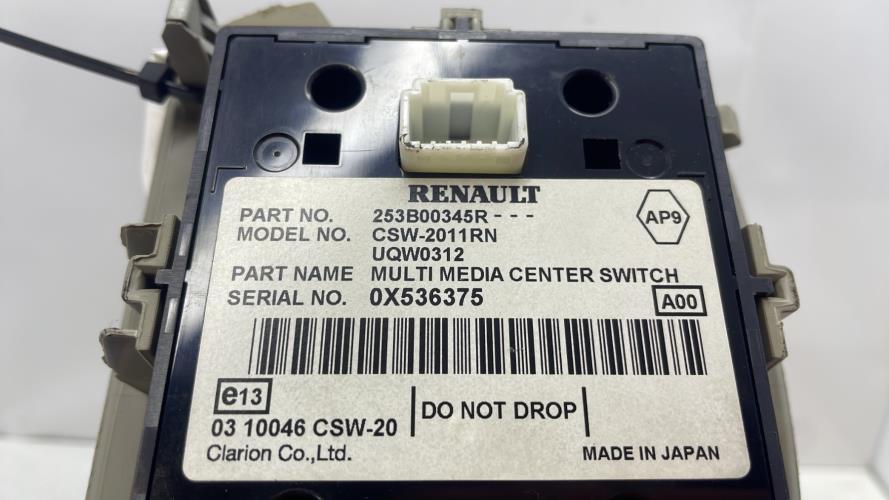 RENAULT
PART NO. 253B00345R - - -
AP9
MODEL NO. CSW-2011RN
UQW0312
PART NAME MULTI MEDIA CENTER SWITCH
SERIAL NO. 0X536375
A00
e13
03 10046 CSW-20
DO NOT DROP
Clarion Co.,Ltd.
MADE IN JAPAN